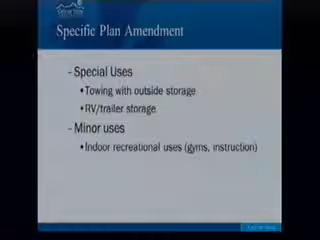 Specific Plan Amendment
- Special Uses
•Towing with outside storage
•RV/trailer storage
- Minor uses
•Indoor recreational uses (gyms, instruction)